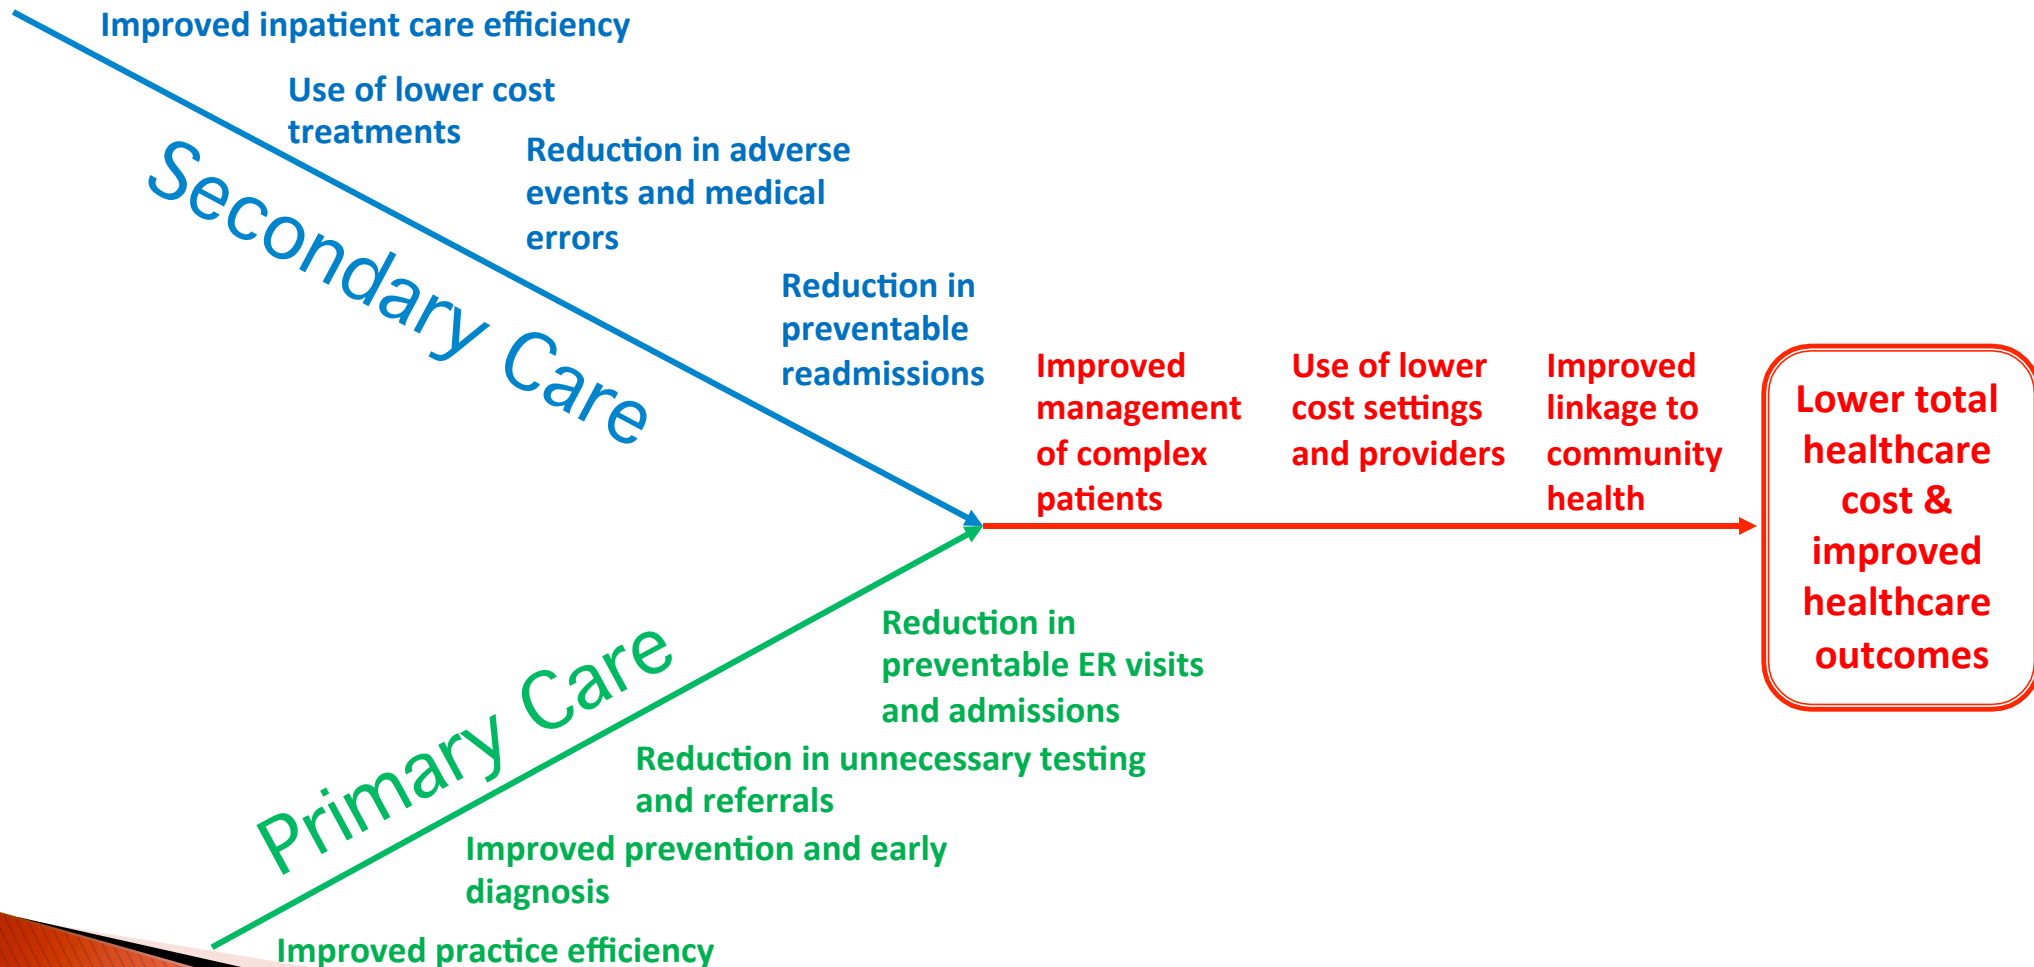 Improved inpatient care efficiency
Use of lower cost
treatments
Reduction in adverse
events and medical
errors
Reduction in
preventable
readmissions
Secondary Care
Improved
management
of complex
patients
Use of lower
cost settings
and providers
Improved
linkage to
community
health
Lower total
healthcare
cost &
improved
healthcare
outcomes
Primary Care
Reduction in
preventable ER visits
and admissions
Reduction in unnecessary testing
and referrals
Improved prevention and early
diagnosis
Improved practice efficiency